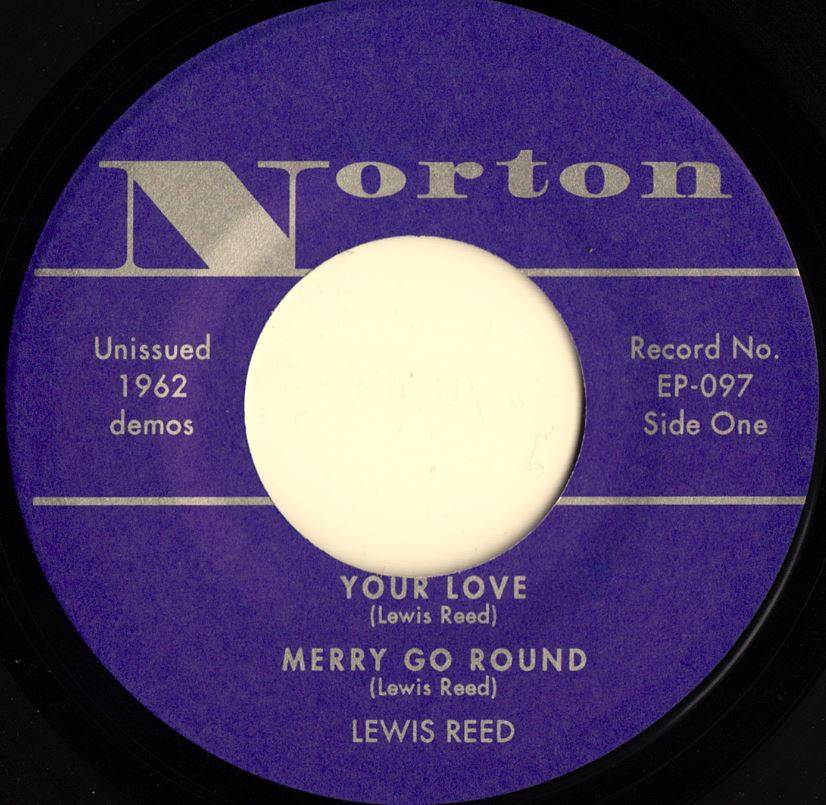 Norton
Unissued
1962
demos
Record No.
EP-097
Side One
YOUR LOVE
(Lewis Reed)
MERRY GO ROUND
(Lewis Reed)
LEWIS REED